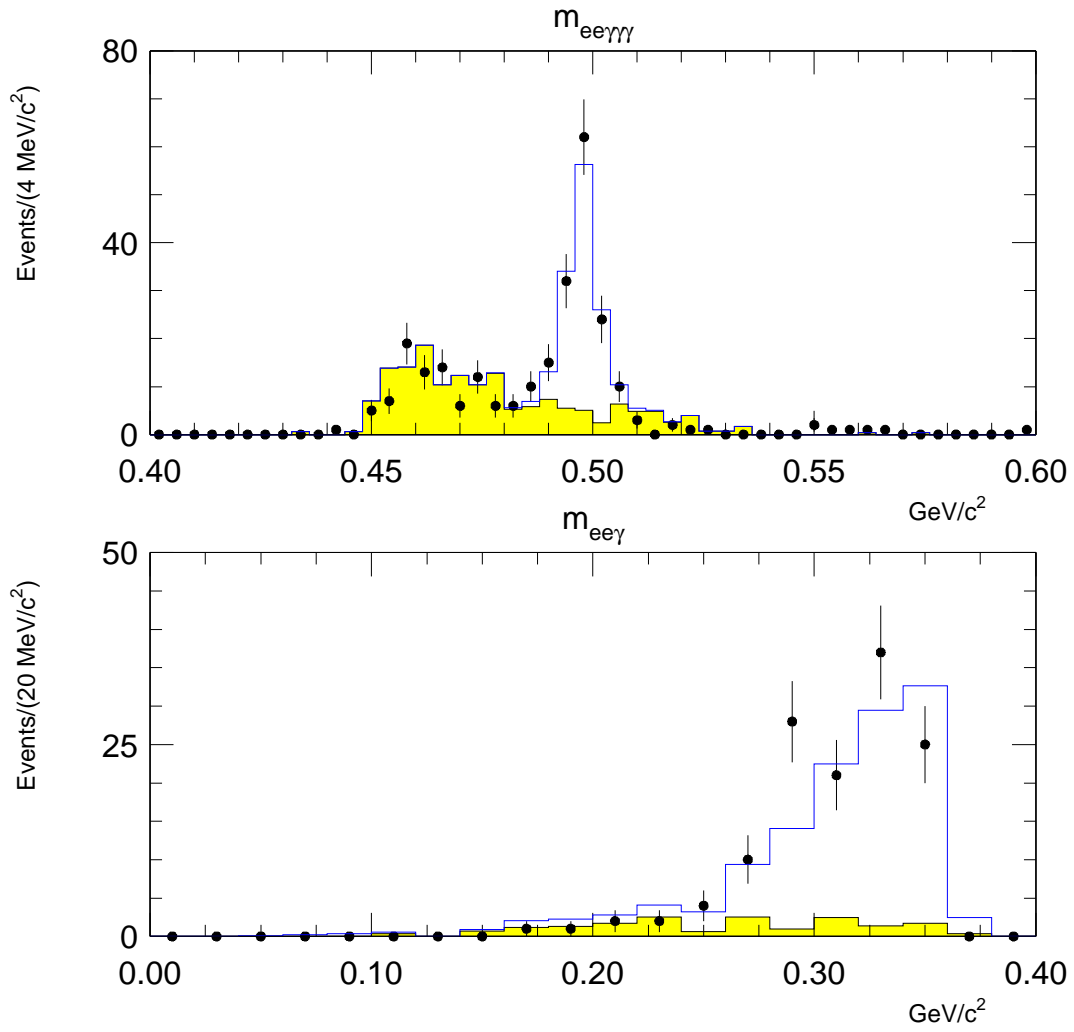 m_eeγγγ
Events/(4 MeV/c²)
80
40
0
0.40 0.45 0.50 0.55 0.60
GeV/c²
m_eeγ
Events/(20 MeV/c²)
50
25
0
0.00 0.10 0.20 0.30 0.40
GeV/c²